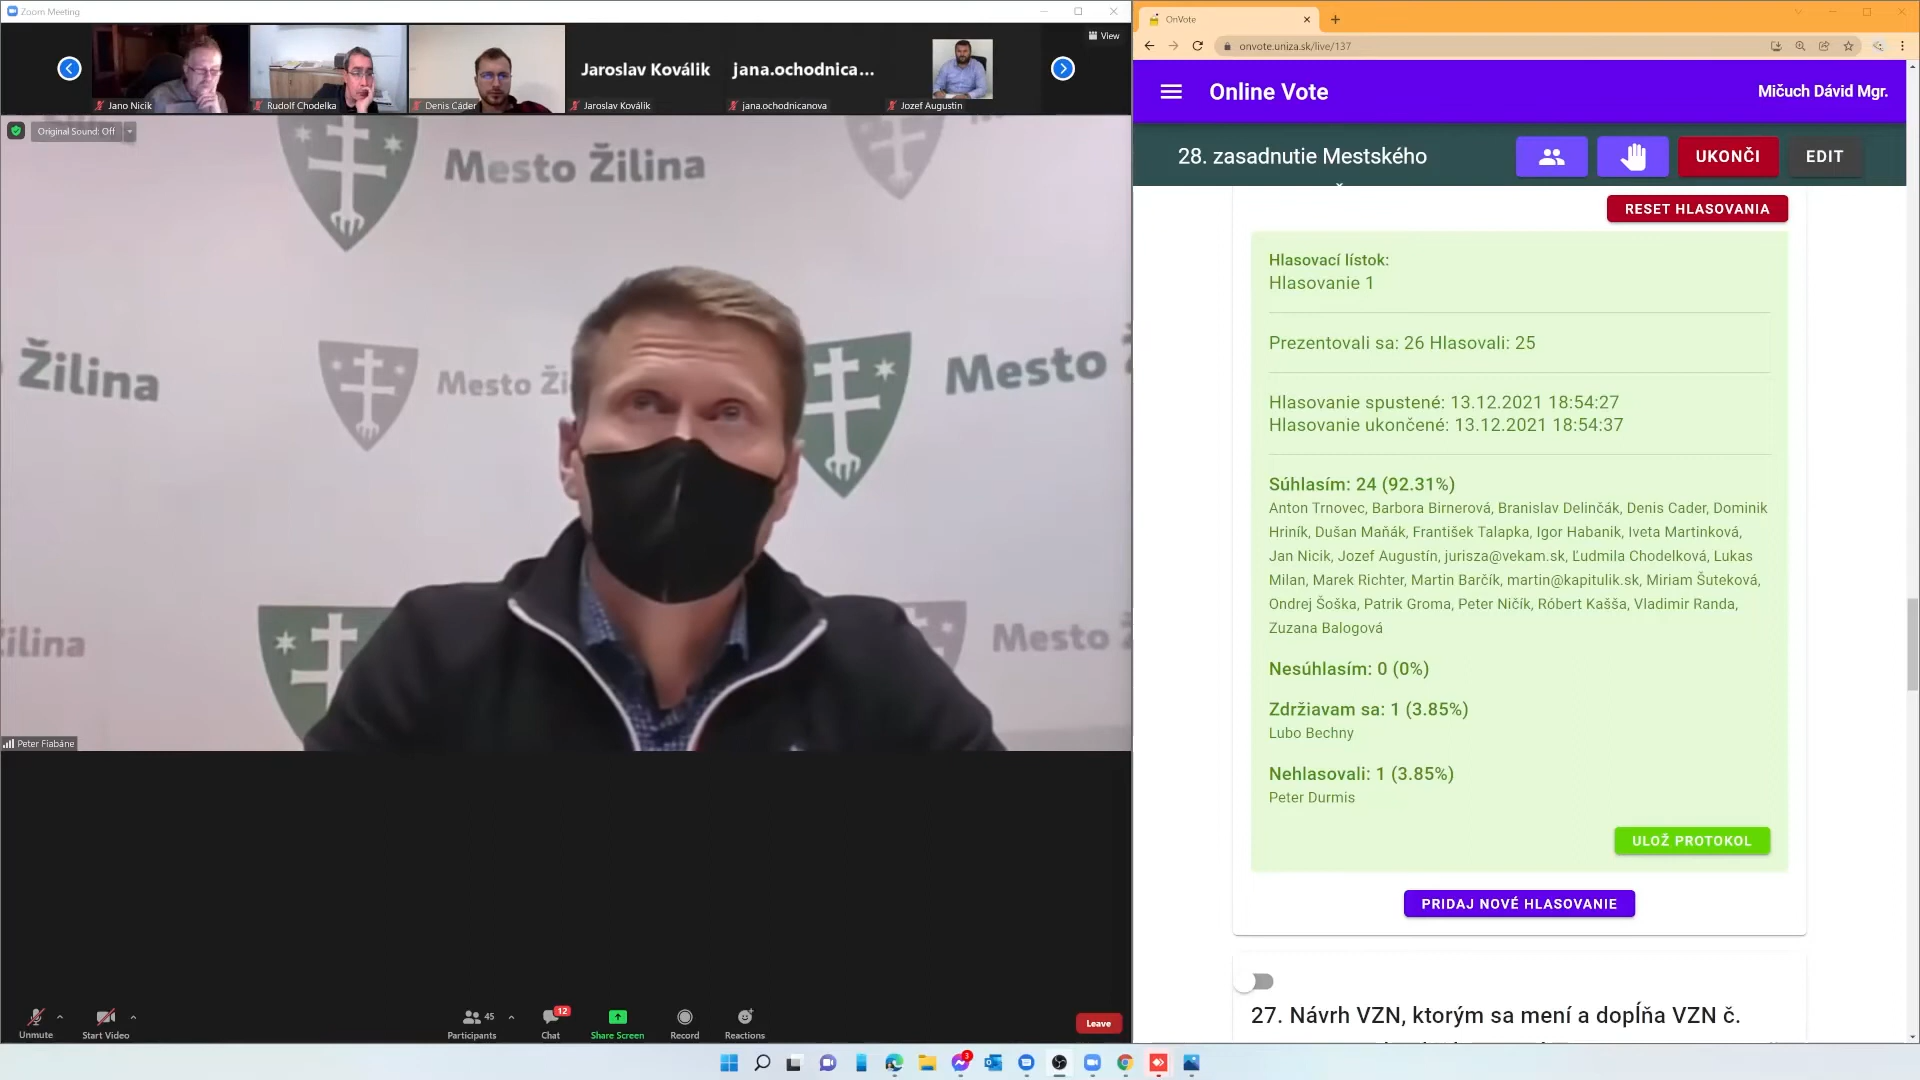 Zoom Meeting
View
Jaroslav Koválik
jana.ochodnica...
Jano Nicik
Rudolf Chodelka
Denis Cáder
Jaroslav Koválik
jana.ochodnicanova
Jozef Augustin
Original Sound: Off
Mesto Žilina
Žilina
Mesto Ži
Mesto
žilina
Mesto
Peter Fiabáne
Unmute
Start Video
45
Participants
12
Chat
Share Screen
Record
Reactions
Leave
OnVote
onvote.uniza.sk/live/137
Online Vote
Mičuch Dávid Mgr.
28. zasadnutie Mestského
UKONČI
EDIT
RESET HLASOVANIA
Hlasovací lístok:
Hlasovanie 1
Prezentovali sa: 26 Hlasovali: 25
Hlasovanie spustené: 13.12.2021 18:54:27
Hlasovanie ukončené: 13.12.2021 18:54:37
Súhlasím: 24 (92.31%)
Anton Trnovec, Barbora Birnerová, Branislav Delinčák, Denis Cader, Dominik
Hriník, Dušan Maňák, František Talapka, Igor Habanik, Iveta Martinková,
Jan Nicik, Jozef Augustín, jurisza@vekam.sk, Ľudmila Chodelková, Lukas
Milan, Marek Richter, Martin Barčík, martin@kapitulik.sk, Miriam Šuteková,
Ondrej Šoška, Patrik Groma, Peter Ničík, Róbert Kašša, Vladimir Randa,
Zuzana Balogová
Nesúhlasím: 0 (0%)
Zdržiavam sa: 1 (3.85%)
Lubo Bechny
Nehlasovali: 1 (3.85%)
Peter Durmis
ULOŽ PROTOKOL
PRIDAJ NOVÉ HLASOVANIE
27. Návrh VZN, ktorým sa mení a dopĺňa VZN č.
3